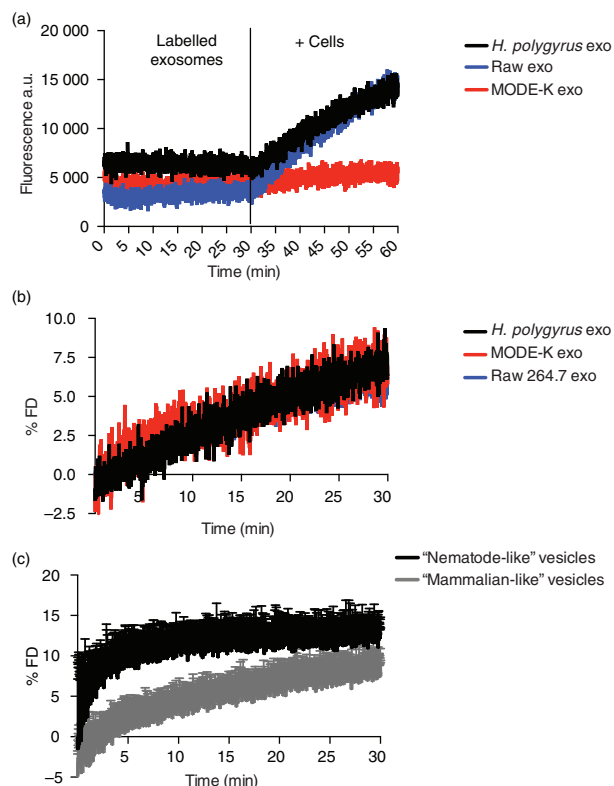 (a)
Labelled exosomes
+ Cells
H. polygyrus exo
Raw exo
MODE-K exo
Fluorescence a.u.
20 000
15 000
10 000
5 000
0
0 5 10 15 20 25 30 35 40 45 50 55 60
Time (min)
(b)
H. polygyrus exo
MODE-K exo
Raw 264.7 exo
% FD
10.0
7.5
5.0
2.5
0.0
–2.5
5 10 15 20 25 30
Time (min)
(c)
"Nematode-like" vesicles
"Mammalian-like" vesicles
% FD
20
15
10
5
0
–5
5 10 15 20 25 30
Time (min)